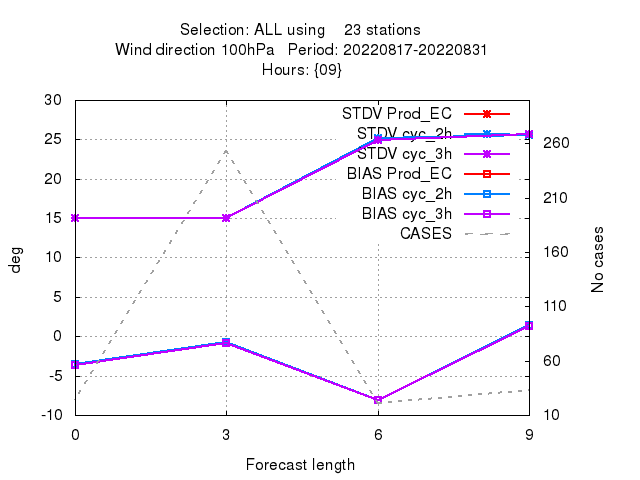 Selection: ALL using    23 stations
Wind direction 100hPa   Period: 20220817-20220831
Hours: {09}
STDV Prod_EC
STDV cyc_2h
STDV cyc_3h
BIAS Prod_EC
BIAS cyc_2h
BIAS cyc_3h
CASES
30
25
20
15
10
5
0
-5
-10
deg
260
210
160
110
60
10
No cases
0 3 6 9
Forecast length